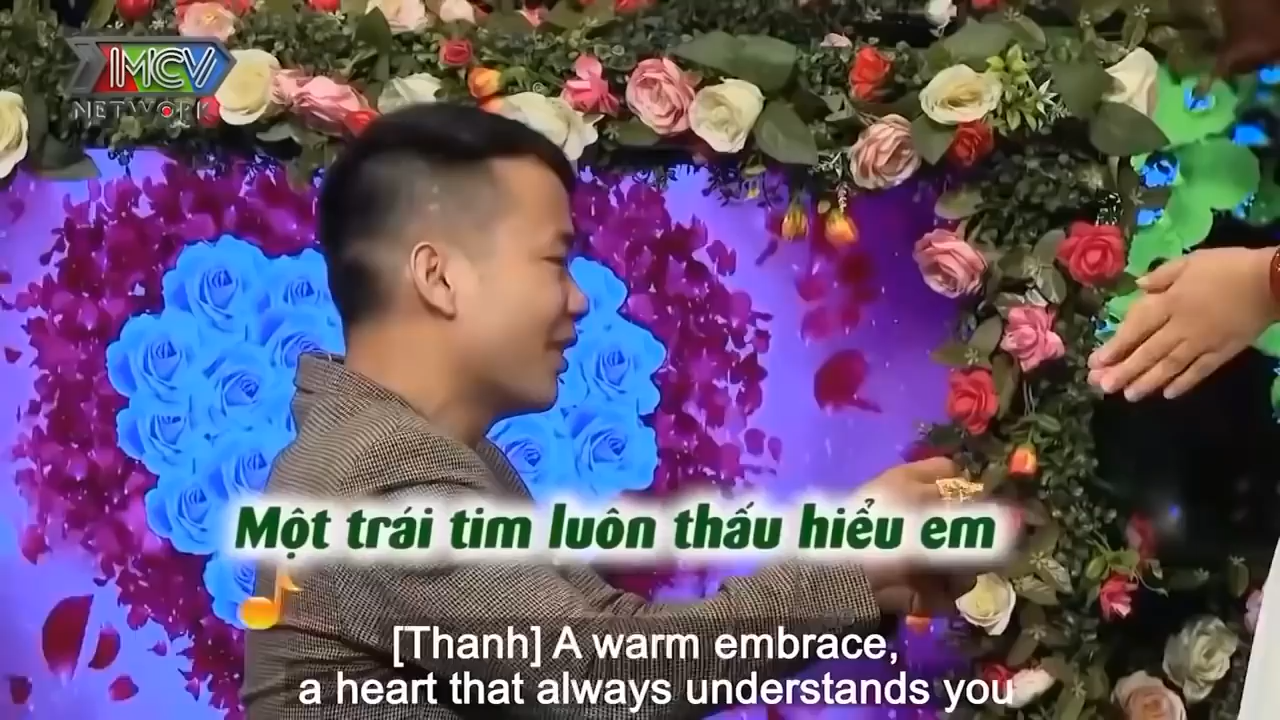 MCV
NETWORK
Một trái tim luôn thấu hiểu em
[Thanh] A warm embrace,
a heart that always understands you